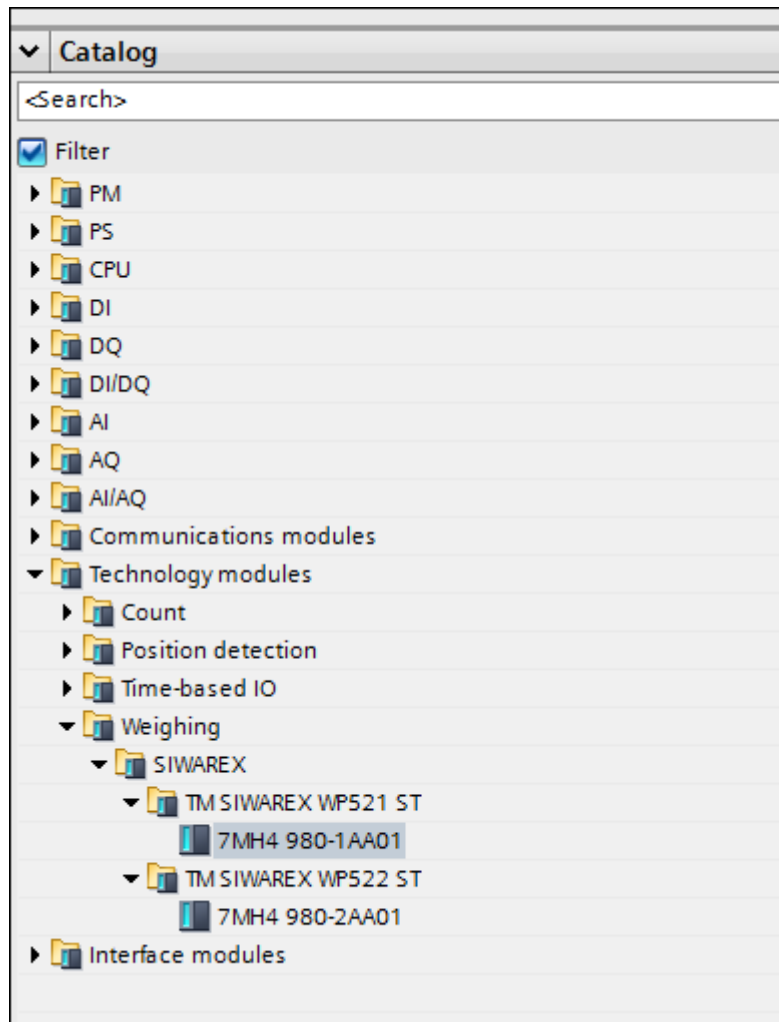 Catalog
<Search>
Filter
PM
PS
CPU
DI
DQ
DI/DQ
AI
AQ
AI/AQ
Communications modules
Technology modules
Count
Position detection
Time-based IO
Weighing
SIWAREX
TM SIWAREX WP521 ST
7MH4 980-1AA01
TM SIWAREX WP522 ST
7MH4 980-2AA01
Interface modules